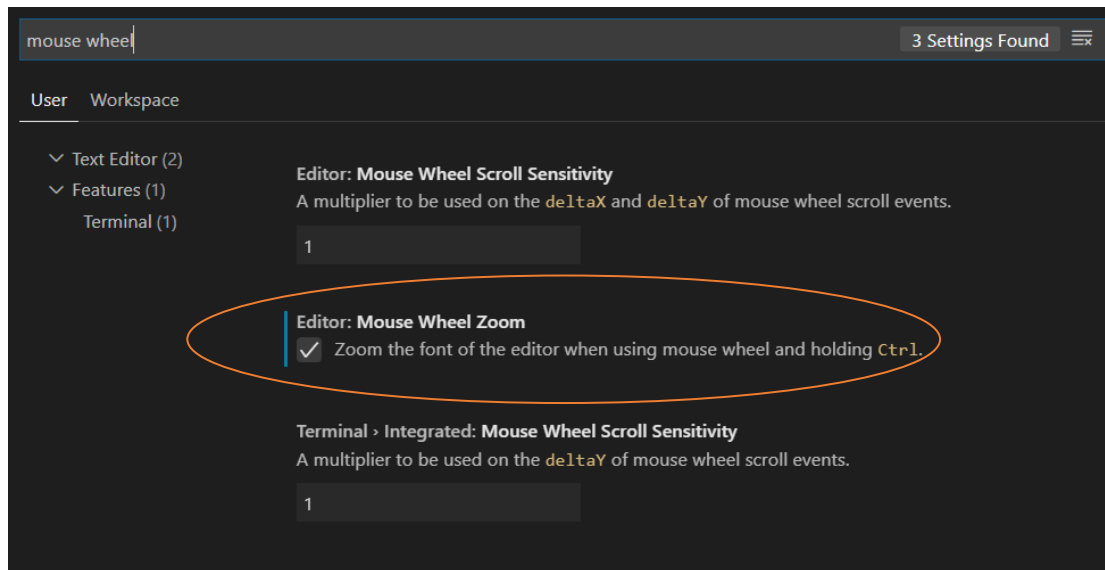 mouse wheel
3 Settings Found
User Workspace
Text Editor (2)
Features (1)
Terminal (1)
Editor: Mouse Wheel Scroll Sensitivity
A multiplier to be used on the deltaX and deltaY of mouse wheel scroll events.
1
Editor: Mouse Wheel Zoom
Zoom the font of the editor when using mouse wheel and holding Ctrl.
Terminal › Integrated: Mouse Wheel Scroll Sensitivity
A multiplier to be used on the deltaY of mouse wheel scroll events.
1